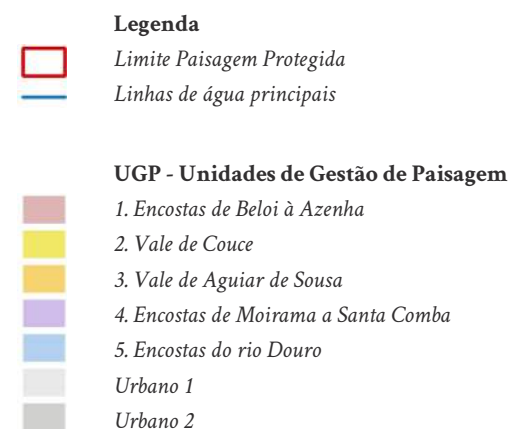 Legenda
Limite Paisagem Protegida
Linhas de água principais
UGP - Unidades de Gestão de Paisagem
1. Encostas de Beloi à Azenha
2. Vale de Couce
3. Vale de Aguiar de Sousa
4. Encostas de Moirama a Santa Comba
5. Encostas do rio Douro
Urbano 1
Urbano 2